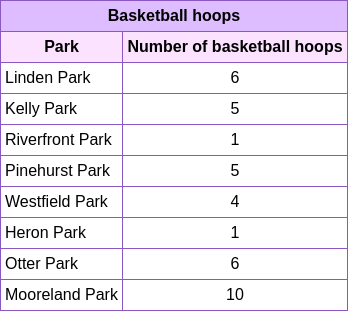 Basketball hoops
Park Number of basketball hoops
Linden Park 6
Kelly Park 5
Riverfront Park 1
Pinehurst Park 5
Westfield Park 4
Heron Park 1
Otter Park 6
Mooreland Park 10